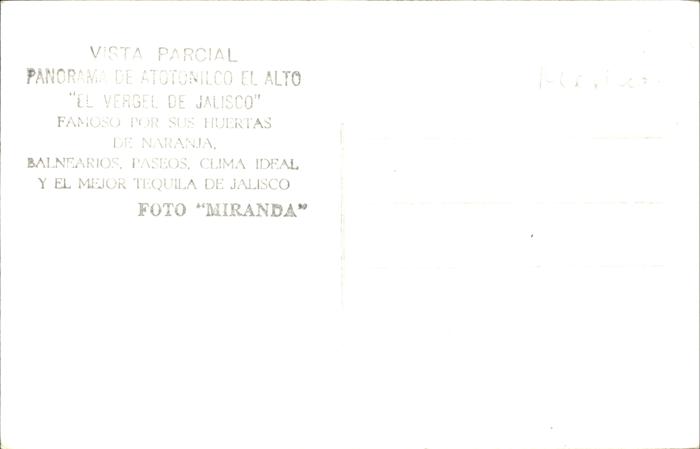 VISTA PARCIAL
PANORAMA DE ATOTONILCO EL ALTO
"EL VERGEL DE JALISCO"
FAMOSO POR SUS HUERTAS
DE NARANJA,
BALNEARIOS, PASEOS, CLIMA IDEAL
Y EL MEJOR TEQUILA DE JALISCO
FOTO "MIRANDA"